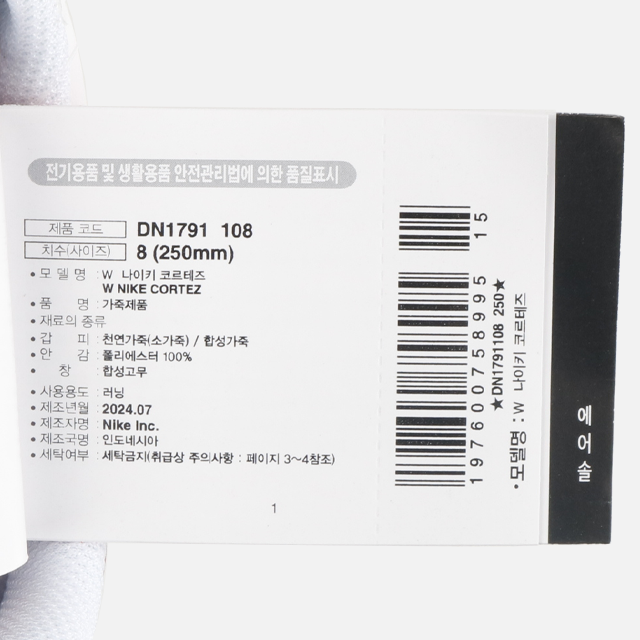 전기용품 및 생활용품 안전관리법에 의한 품질표시
제품 코드 DN1791 108
치수(사이즈) 8 (250mm)
• 모 델 명 : W 나이키 코르테즈
W NIKE CORTEZ
• 품 명 : 가죽제품
• 재료의 종류
• 갑 피 : 천연가죽(소가죽) / 합성가죽
• 안 감 : 폴리에스터 100%
• 창 : 합성고무
• 사용용도 : 러닝
• 제조년월 : 2024.07
• 제조자명 : Nike Inc.
• 제조국명 : 인도네시아
• 세탁여부 : 세탁금지(취급상 주의사항 : 페이지 3~4참조)
1
15
197600758995
★DN1791108 250★
• 모델명 : W 나이키 코르테즈
에어솔